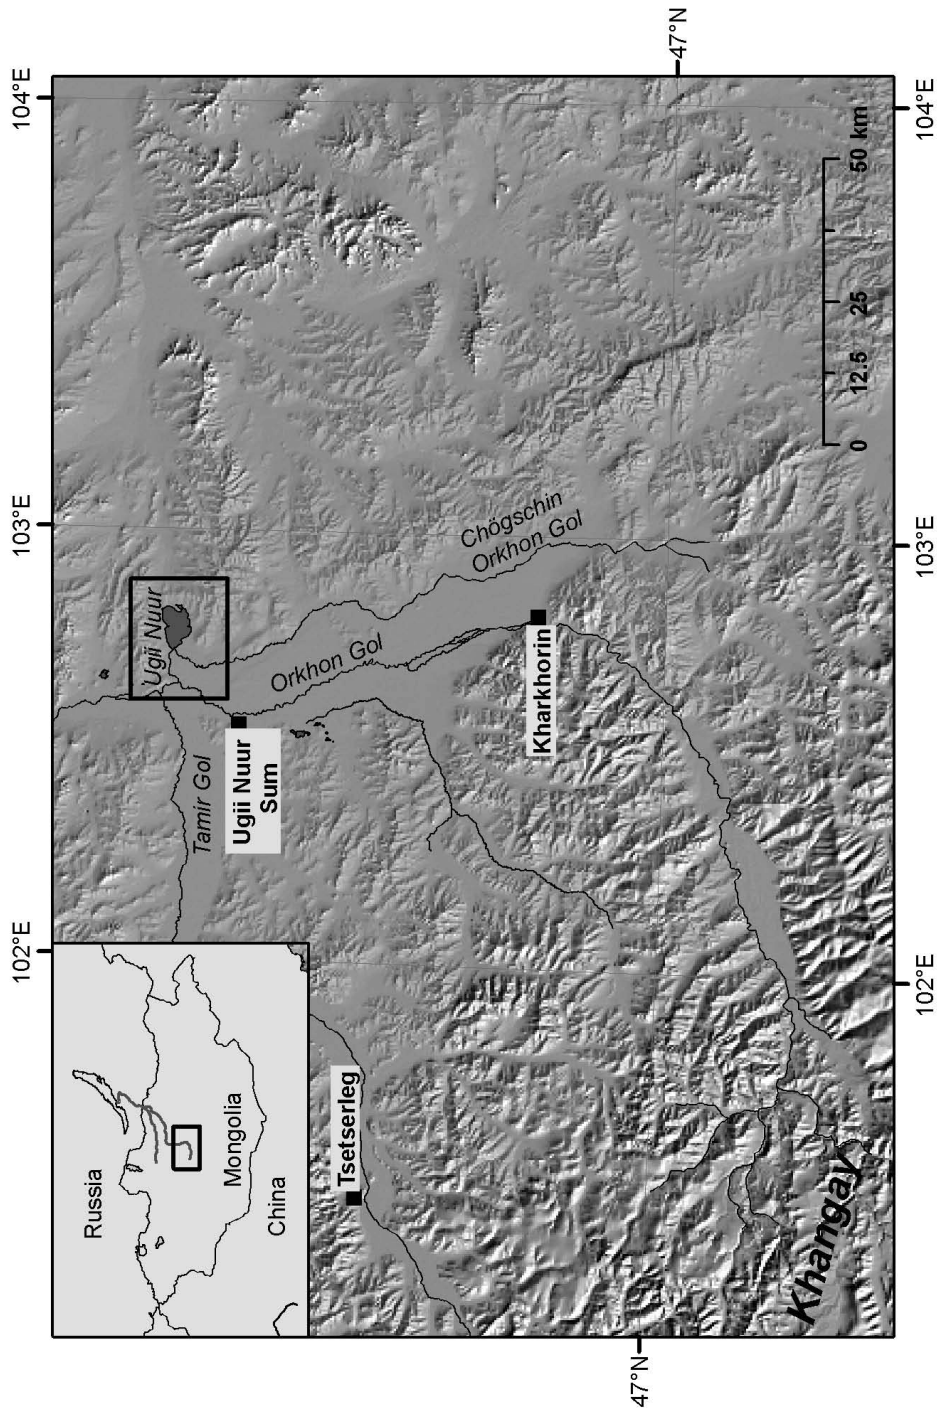 102°E
103°E
104°E
Russia
Mongolia
China
Tsetserleg
Tamir Gol
Ugii Nuur
Ugii Nuur
Sum
Orkhon Gol
Chögschin
Orkhon Gol
Kharkhorin
47°N
47°N
Khangay
0
12.5
25
50 km
102°E
103°E
104°E